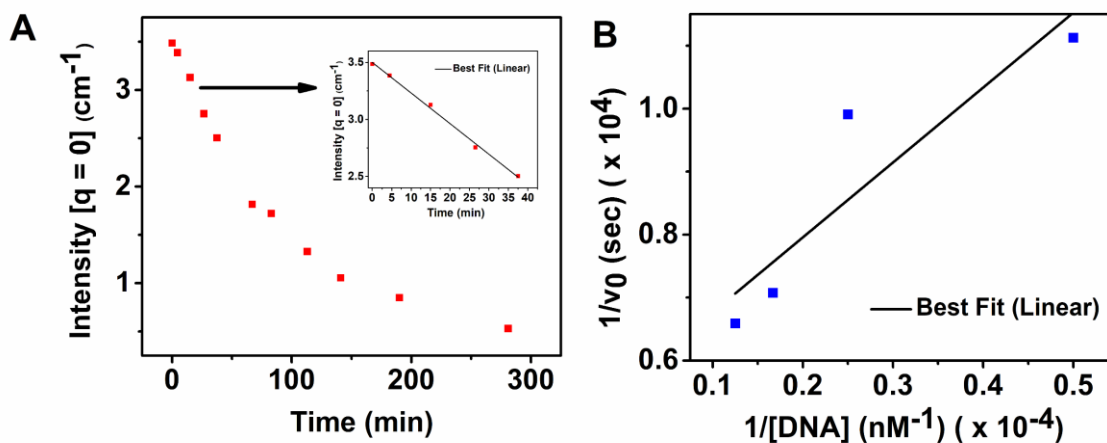 A
Intensity [q = 0] (cm-1)
3
2
1
0
100
200
300
Time (min)
Best Fit (Linear)
Intensity [q = 0] (cm-1)
3.5
3.0
2.5
0
5
10
15
20
25
30
35
40
Time (min)
B
1/v0 (sec) ( x 104)
1.0
0.8
0.6
0.1
0.2
0.3
0.4
0.5
Best Fit (Linear)
1/[DNA] (nM-1) ( x 10-4)